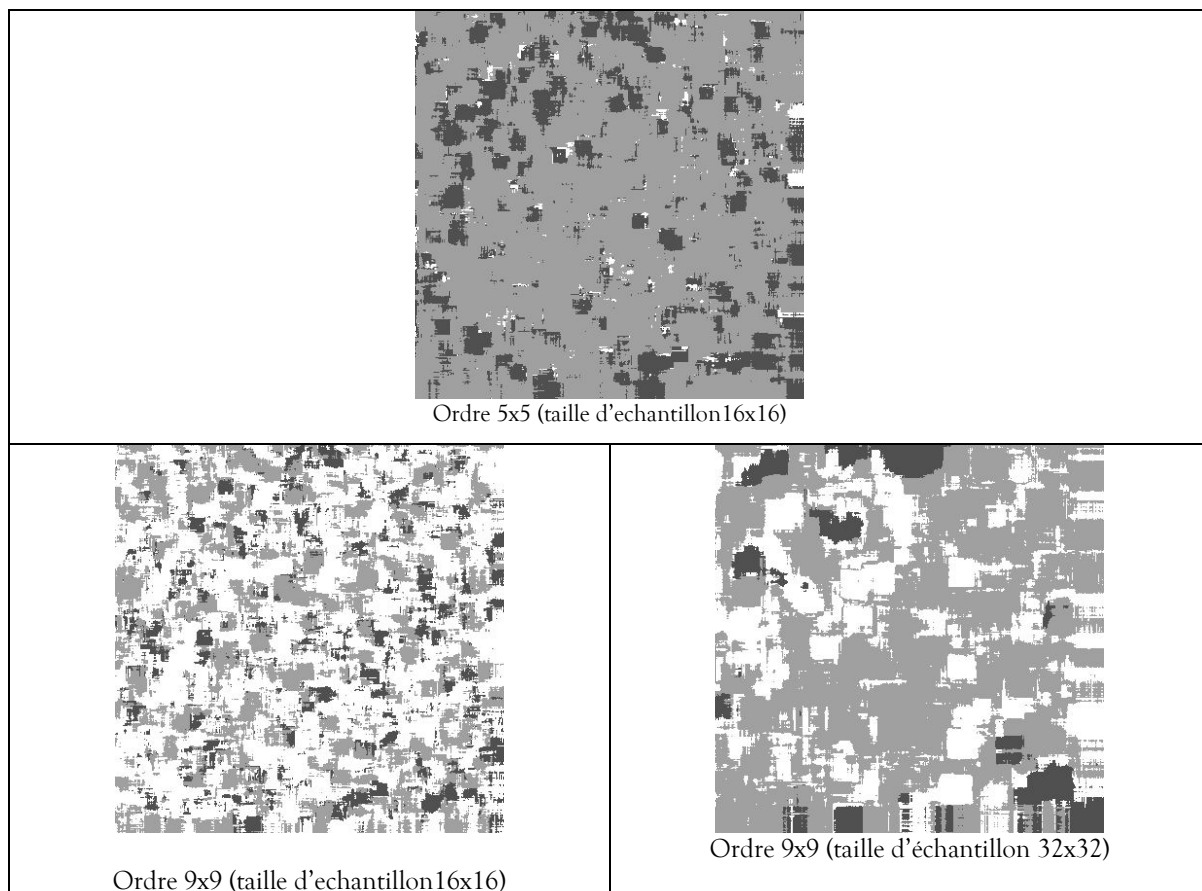 Ordre 5x5 (taille d’echantillon16x16)
Ordre 9x9 (taille d’echantillon16x16)
Ordre 9x9 (taille d’échantillon 32x32)